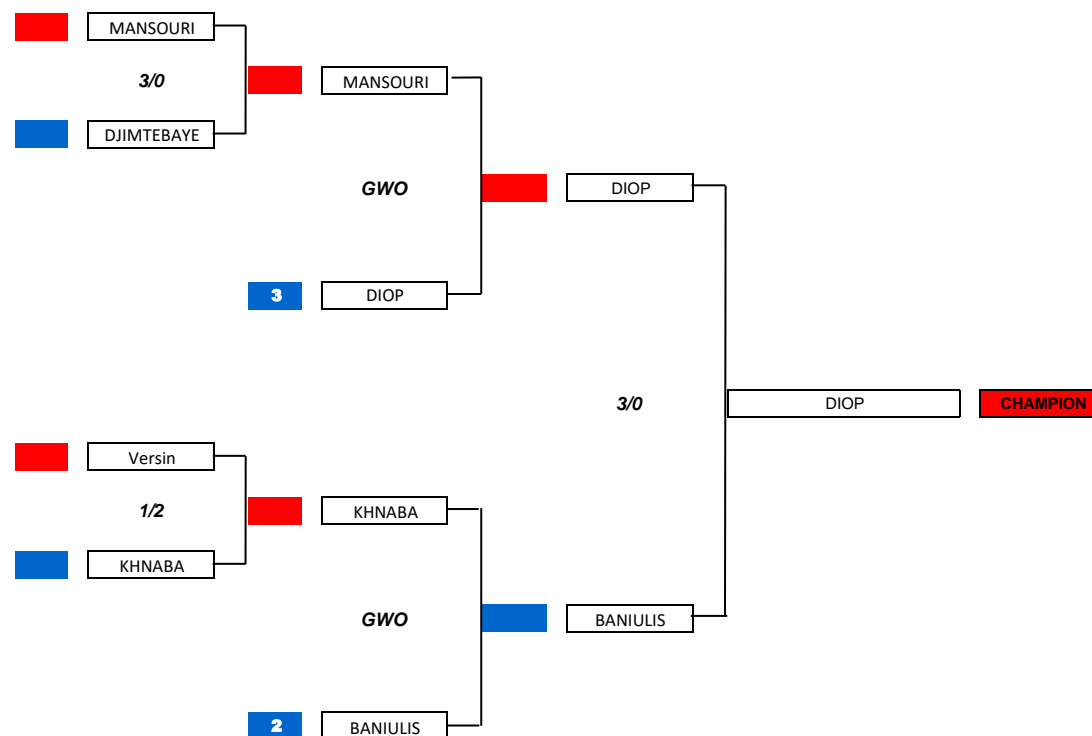 MANSOURI
3/0
MANSOURI
DJIMTEBAYE
GWO
DIOP
3
DIOP
3/0
DIOP
CHAMPION
Versin
1/2
KHNABA
KHNABA
GWO
BANIULIS
2
BANIULIS